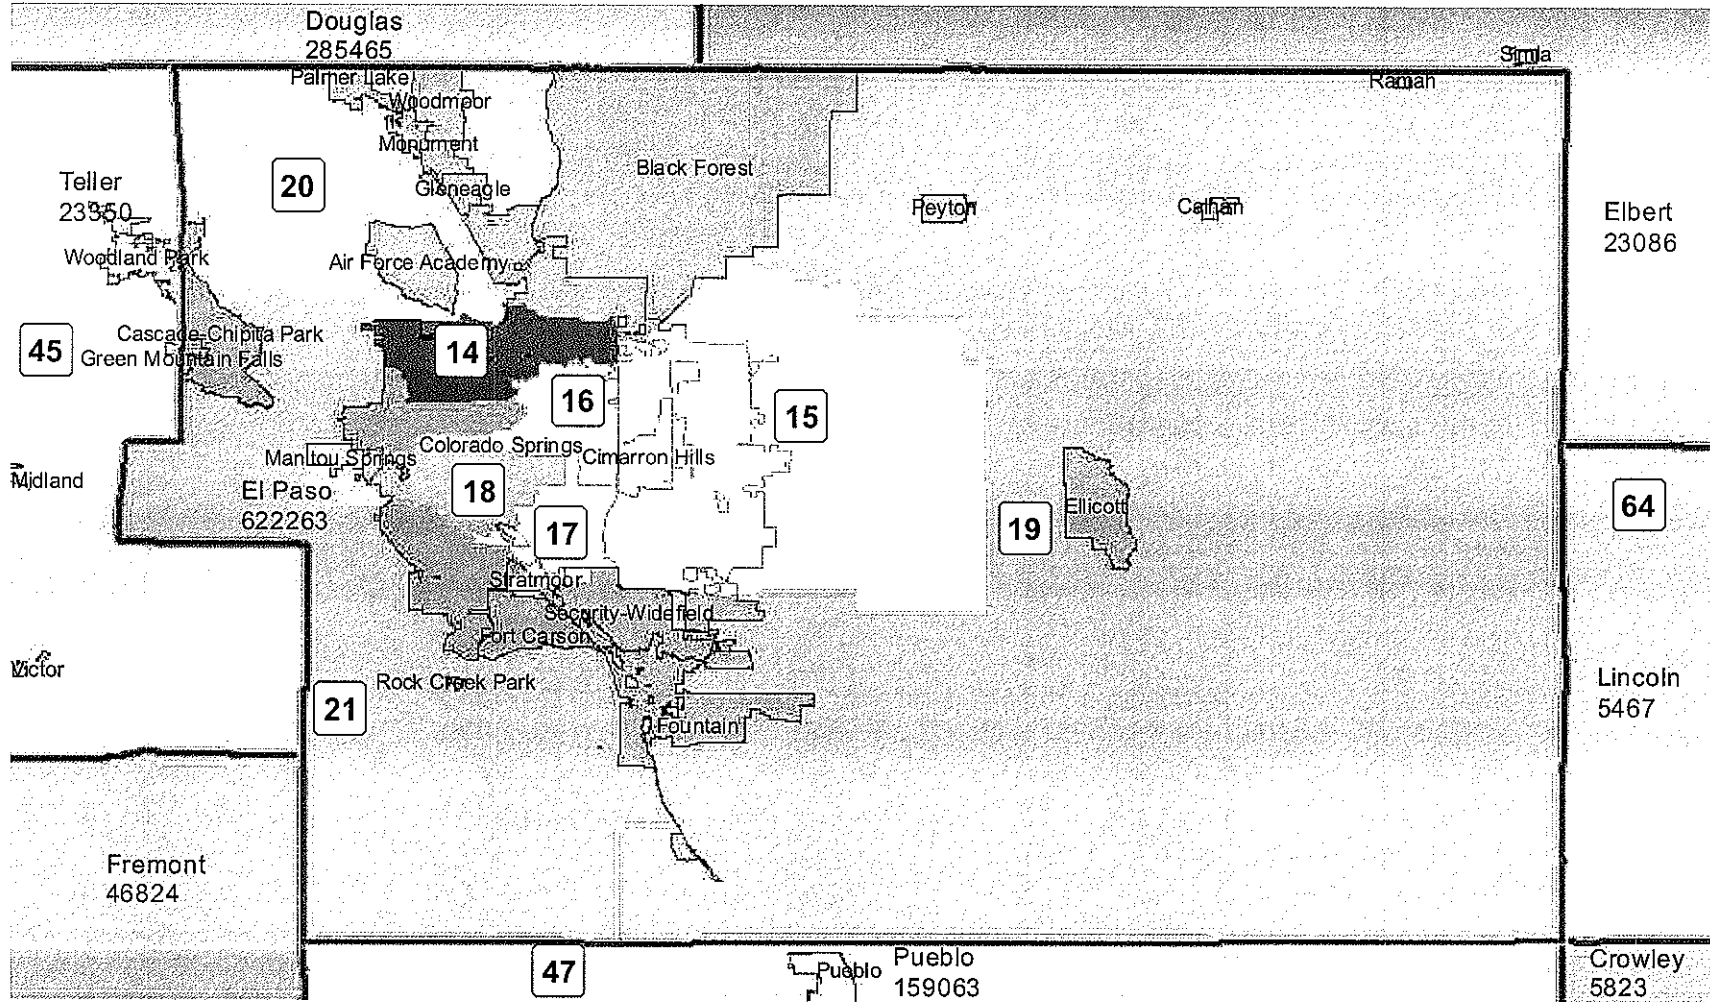 Douglas
285465
Simla
Palmer Lake
Ramah
Woodmoor
Monument
Black Forest
Teller
23350
20
Gleneagle
Peyton
Calhan
Elbert
23086
Woodland Park
Air Force Academy
Cascade-Chipita Park
45
14
Green Mountain Falls
16
15
Colorado Springs
Manitou Springs
Cimarron Hills
Midland
El Paso
622263
18
Ellicott
64
17
19
Stratmoor
Security-Widefield
Fort Carson
Victor
Rock Creek Park
Lincoln
5467
21
Fountain
Fremont
46824
47
Pueblo
Pueblo
159063
Crowley
5823